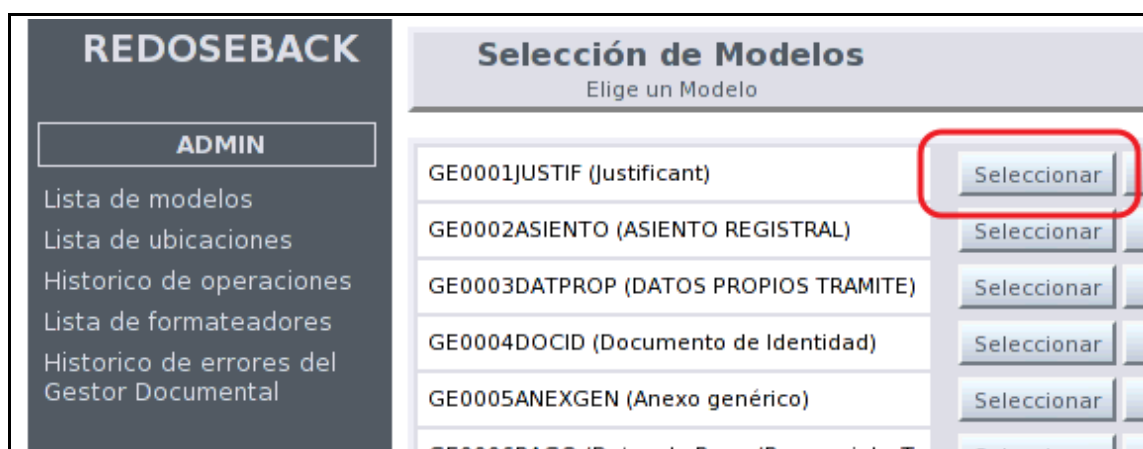 REDOSEBACK
ADMIN
Lista de modelos
Lista de ubicaciones
Historico de operaciones
Lista de formateadores
Historico de errores del
Gestor Documental
Selección de Modelos
Elige un Modelo
GE0001JUSTIF (Justificant)
Seleccionar
GE0002ASIENTO (ASIENTO REGISTRAL)
Seleccionar
GE0003DATPROP (DATOS PROPIOS TRAMITE)
Seleccionar
GE0004DOCID (Documento de Identidad)
Seleccionar
GE0005ANEXGEN (Anexo genérico)
Seleccionar